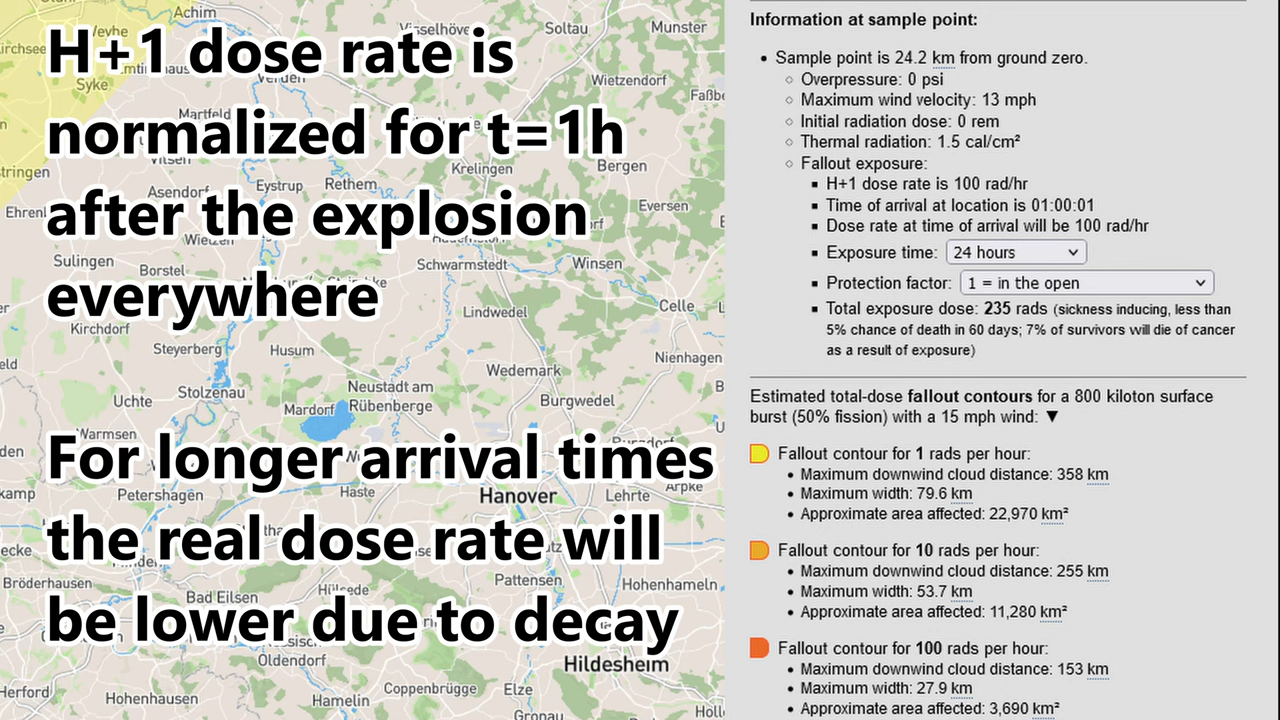 H+1 dose rate is
normalized for t=1h
after the explosion
everywhere
For longer arrival times
the real dose rate will
be lower due to decay
Achim
Visselhöve
Soltau
Munster
Syke
Verden
Wietzendorf
Faßbe
Martfeld
Vilsen
Krelingen
Bergen
stringen
Asendorf
Eystrup
Rethem
Eversen
Ehren
Wietzen
Sulingen
Borstel
Schwarmstedt
Winsen
Celle
Kirchdorf
Lindwedel
Steyerberg
Husum
Nienhagen
Wedemark
Uchte
Stolzenau
Neustadt am
Rübenberge
Mardorf
Burgwedel
Warmsen
Petershagen
Haste
Hanover
Lehrte
Arpke
Bröderhausen
Bad Eilsen
Hülsede
Pattensen
Hohenhameln
Oldendorf
Hildesheim
Herford
Hohenhausen
Hamelin
Coppenbrügge
Elze
Gronau
Holl
Information at sample point:
• Sample point is 24.2 km from ground zero.
◦ Overpressure: 0 psi
◦ Maximum wind velocity: 13 mph
◦ Initial radiation dose: 0 rem
◦ Thermal radiation: 1.5 cal/cm²
◦ Fallout exposure:
▪ H+1 dose rate is 100 rad/hr
▪ Time of arrival at location is 01:00:01
▪ Dose rate at time of arrival will be 100 rad/hr
▪ Exposure time: 24 hours
▪ Protection factor: 1 = in the open
▪ Total exposure dose: 235 rads (sickness inducing, less than
5% chance of death in 60 days; 7% of survivors will die of cancer
as a result of exposure)
Estimated total-dose fallout contours for a 800 kiloton surface
burst (50% fission) with a 15 mph wind: ▼
Fallout contour for 1 rads per hour:
• Maximum downwind cloud distance: 358 km
• Maximum width: 79.6 km
• Approximate area affected: 22,970 km²
Fallout contour for 10 rads per hour:
• Maximum downwind cloud distance: 255 km
• Maximum width: 53.7 km
• Approximate area affected: 11,280 km²
Fallout contour for 100 rads per hour:
• Maximum downwind cloud distance: 153 km
• Maximum width: 27.9 km
• Approximate area affected: 3,690 km²